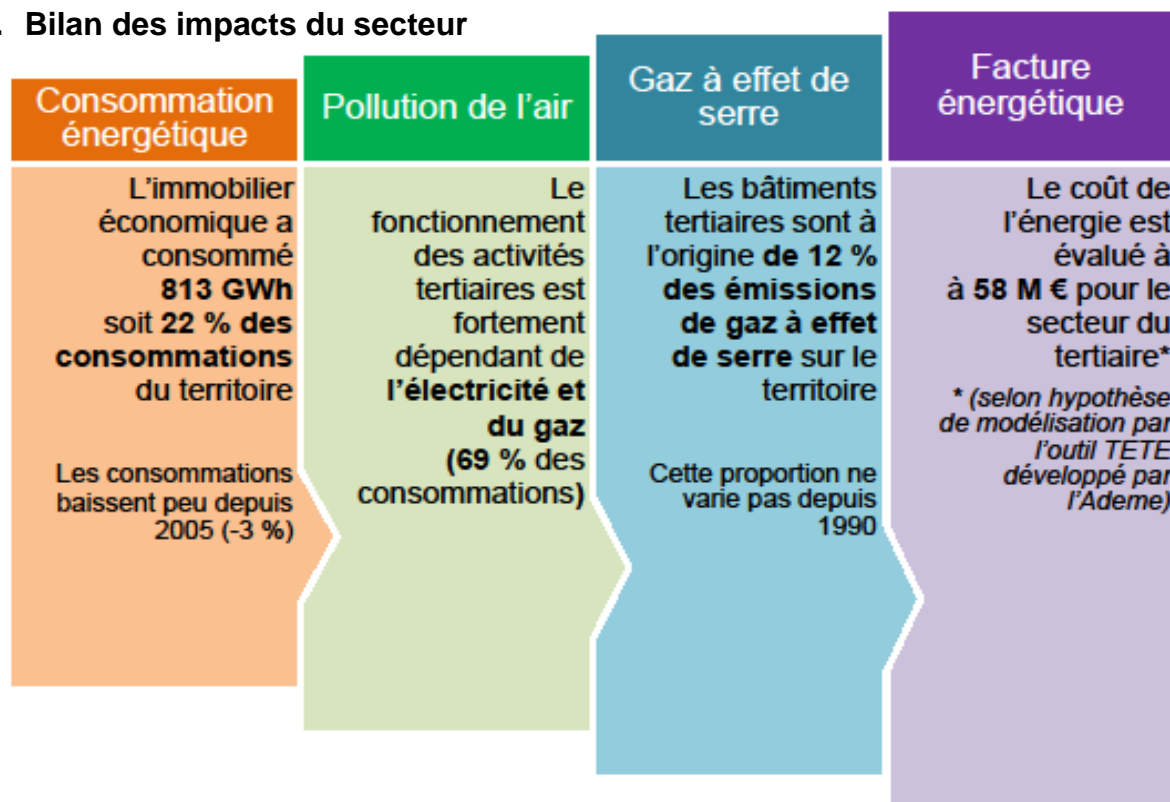 . Bilan des impacts du secteur
Consommation
énergétique
L'immobilier
économique a
consommé
813 GWh
soit 22 % des
consommations
du territoire
Les consommations
baissent peu depuis
2005 (-3 %)
Pollution de l'air
Le
fonctionnement
des activités
tertiaires est
fortement
dépendant de
l'électricité et
du gaz
(69 % des
consommations)
Gaz à effet de
serre
Les bâtiments
tertiaires sont à
l'origine de 12 %
des émissions
de gaz à effet
de serre sur le
territoire
Cette proportion ne
varie pas depuis
1990
Facture
énergétique
Le coût de
l'énergie est
évalué à
à 58 M € pour le
secteur du
tertiaire*
* (selon hypothèse
de modélisation par
l'outil TETE
développé par
l'Ademe)